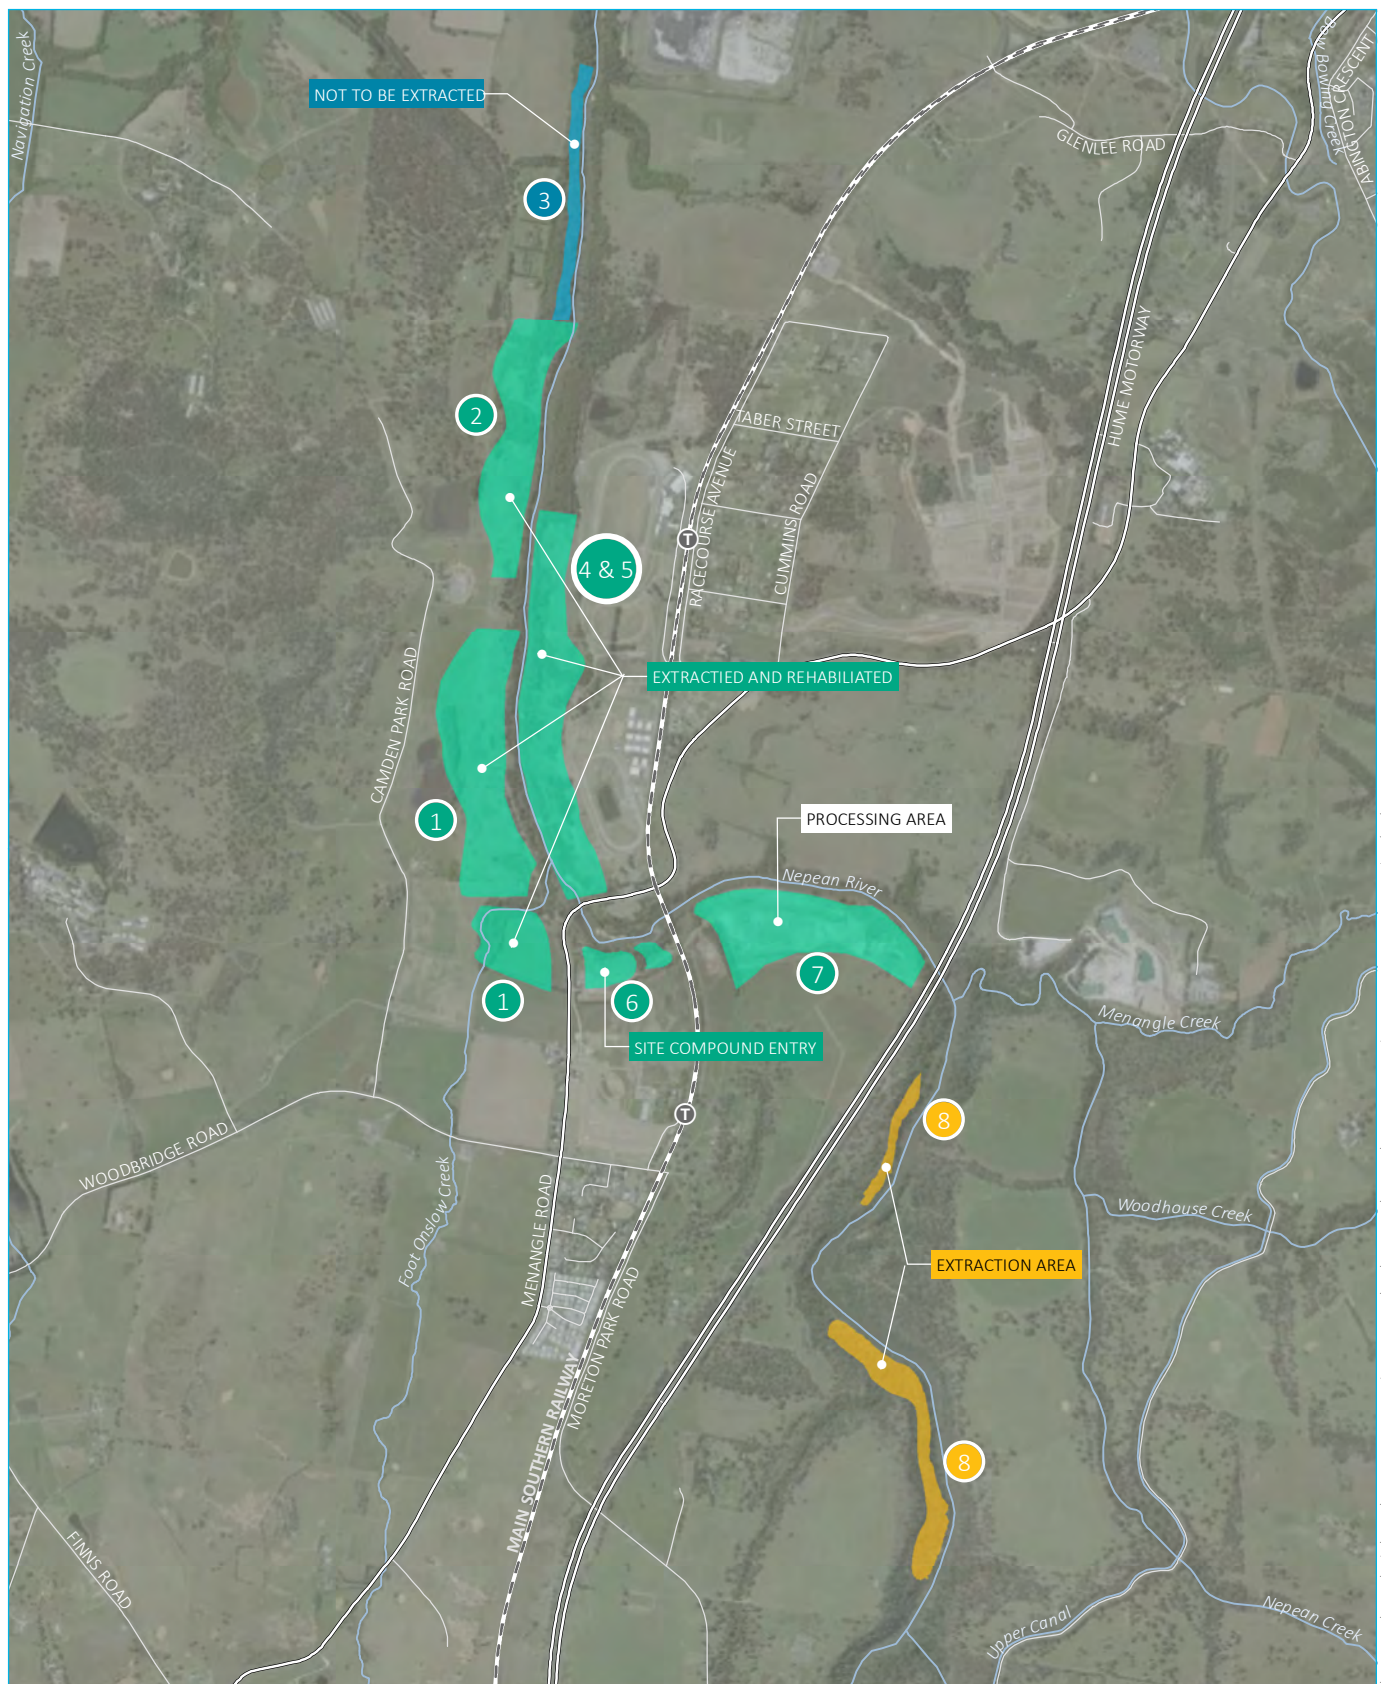 Navigation Creek
NOT TO BE EXTRACTED
Bow Bowing Creek
ABINGTON CRESCENT
GLENLEE ROAD
3
HUME MOTORWAY
2
TABER STREET
RACECOURSE AVENUE
CUMMINS ROAD
T
4 & 5
CAMDEN PARK ROAD
EXTRACTIED AND REHABILIATED
1
PROCESSING AREA
Nepean River
7
1
6
SITE COMPOUND ENTRY
Menangle Creek
T
8
WOODBRIDGE ROAD
Foot Onslow Creek
MENANGLE ROAD
Woodhouse Creek
EXTRACTION AREA
MORETON PARK ROAD
MAIN SOUTHERN RAILWAY
8
FINNS ROAD
Upper Canal
Nepean Creek